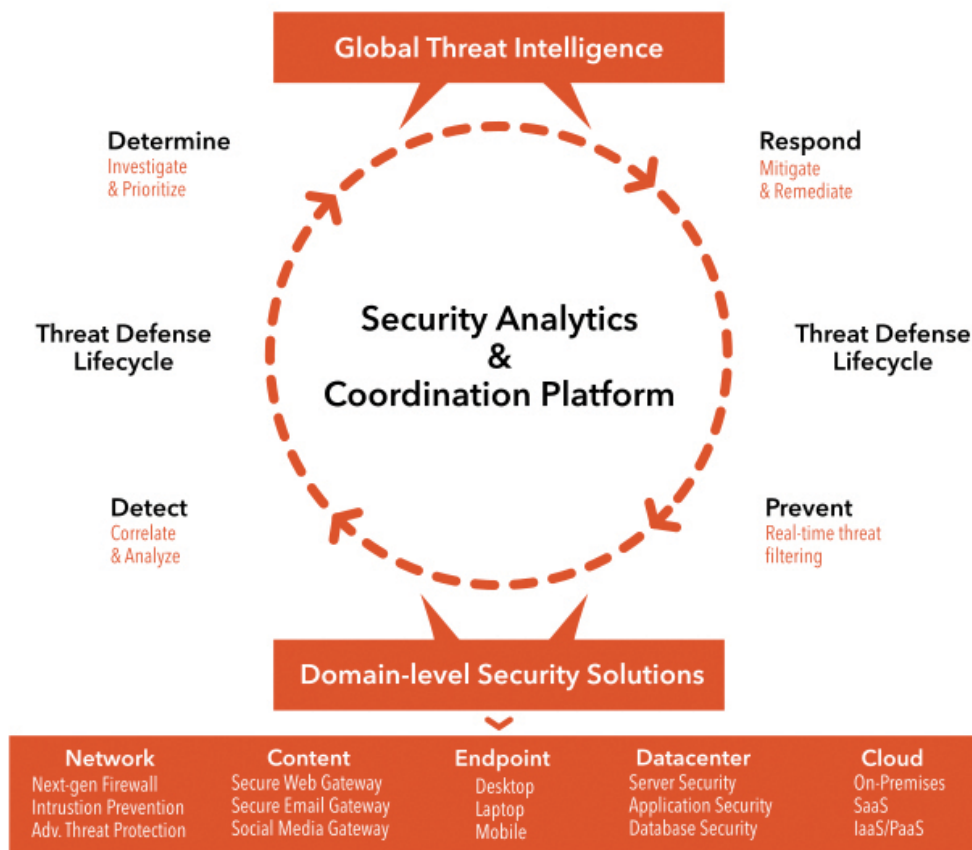 Global Threat Intelligence
Determine
Investigate
& Prioritize
Respond
Mitigate
& Remediate
Threat Defense
Lifecycle
Security Analytics
&
Coordination Platform
Threat Defense
Lifecycle
Detect
Correlate
& Analyze
Prevent
Real-time threat
filtering
Domain-level Security Solutions
Network
Next-gen Firewall
Intrustion Prevention
Adv. Threat Protection
Content
Secure Web Gateway
Secure Email Gateway
Social Media Gateway
Endpoint
Desktop
Laptop
Mobile
Datacenter
Server Security
Application Security
Database Security
Cloud
On-Premises
SaaS
IaaS/PaaS